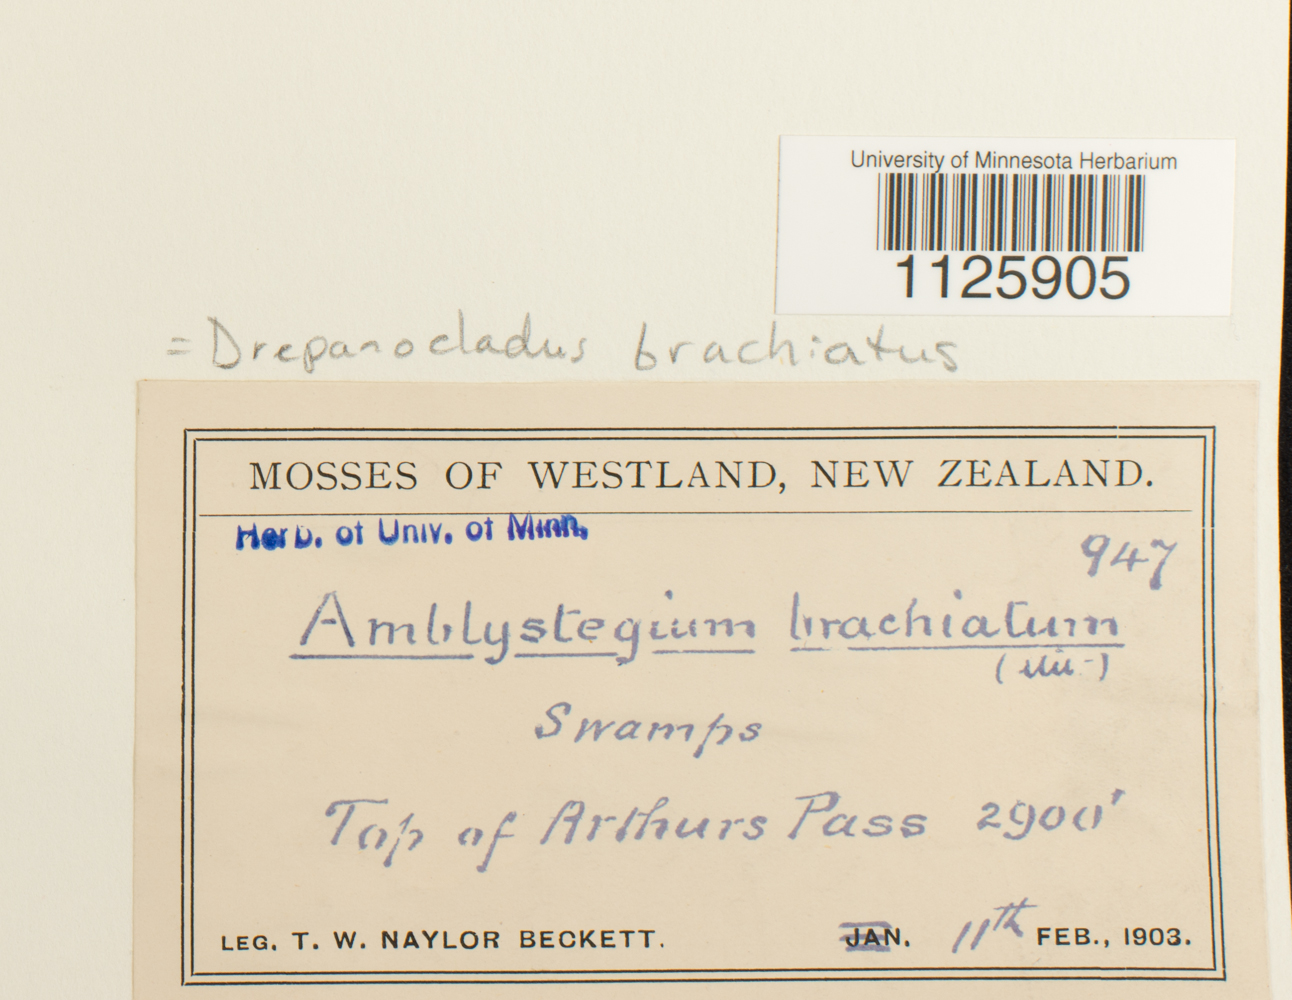 University of Minnesota Herbarium
1125905
= Drepanocladus brachiatus
MOSSES OF WESTLAND, NEW ZEALAND.
Herb. of Univ. of Minn.
947
Amblystegium brachiatum
(Mit.)
Swamps
Top of Arthurs Pass 2900'
LEG. T. W. NAYLOR BECKETT. JAN. 11th FEB., 1903.